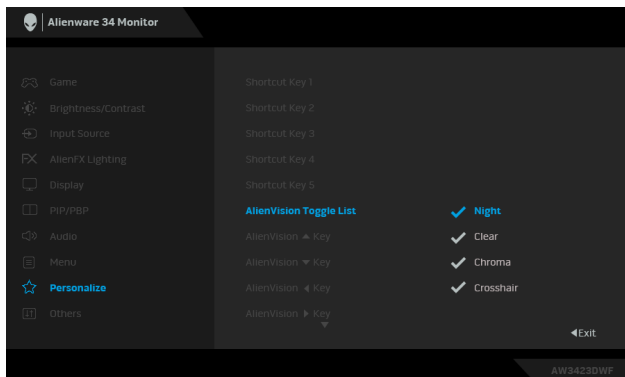 Alienware 34 Monitor
Game
Shortcut Key 1
Brightness/Contrast
Shortcut Key 2
Input Source
Shortcut Key 3
FX AlienFX Lighting
Shortcut Key 4
Display
Shortcut Key 5
PIP/PBP
AlienVision Toggle List
Night
Audio
AlienVision ▲ Key
Clear
Menu
AlienVision ▼ Key
Chroma
Personalize
AlienVision ◀ Key
Crosshair
Others
AlienVision ▶ Key
◀Exit
AW3423DWF